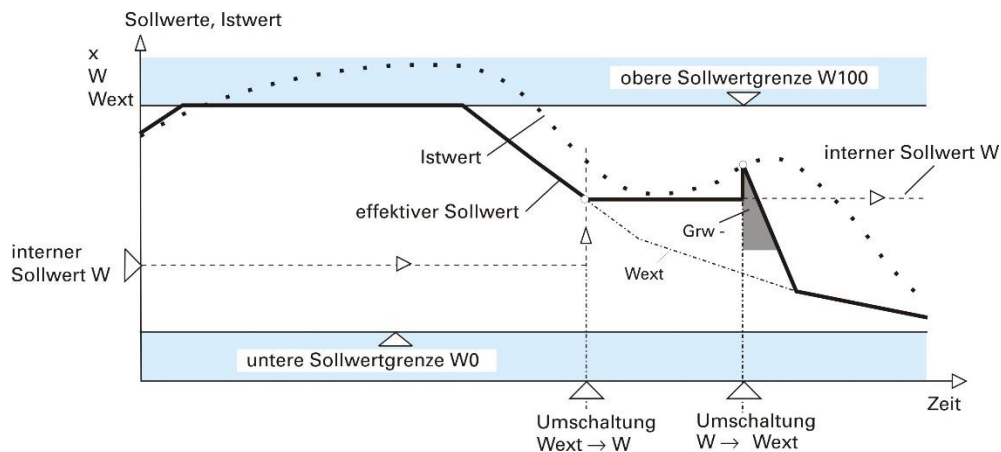 Sollwerte, Istwert
x
W
Wext
obere Sollwertgrenze W100
Istwert
interner Sollwert W
effektiver Sollwert
Grw -
interner
Sollwert W
Wext
untere Sollwertgrenze W0
Zeit
Umschaltung
Wext → W
Umschaltung
W → Wext